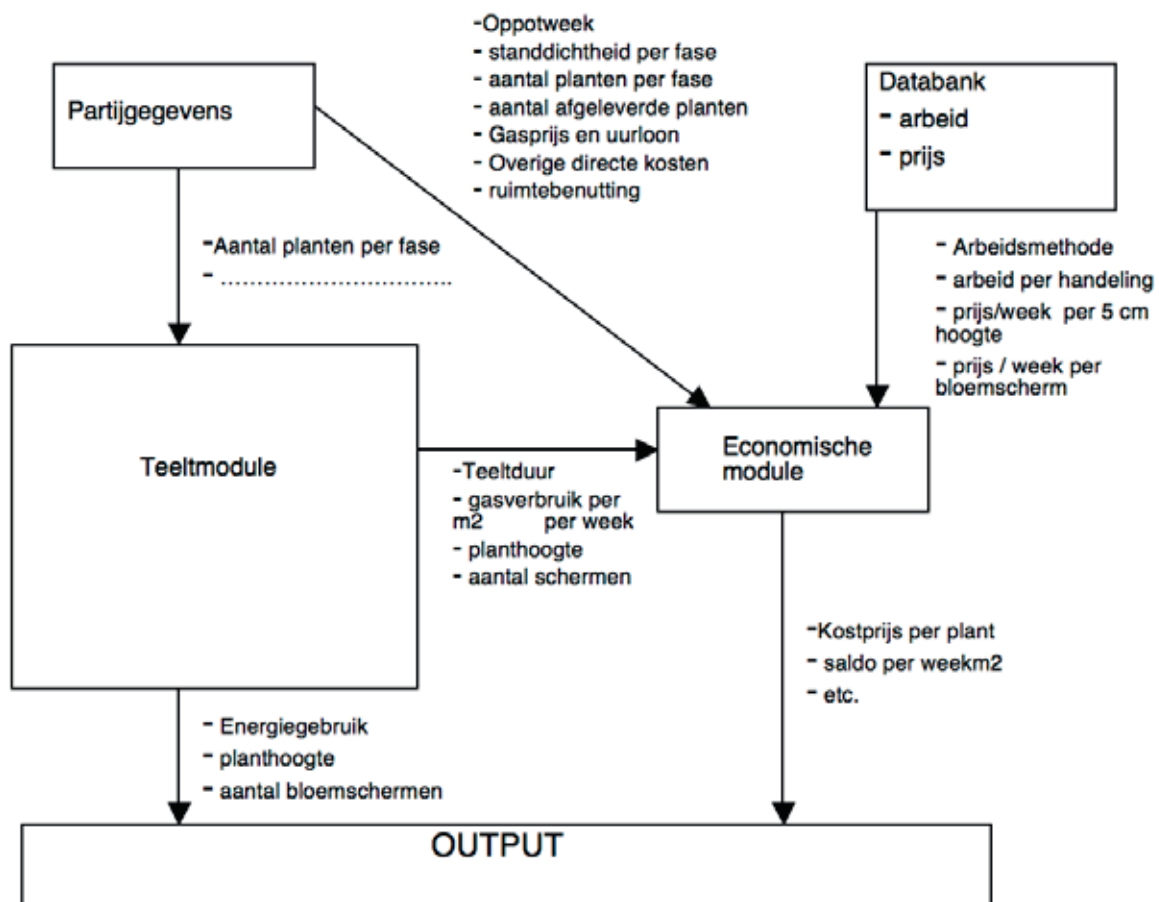 -Oppotweek
- standdichtheid per fase
- aantal planten per fase
- aantal afgeleverde planten
- Gasprijs en uurloon
- Overige directe kosten
- ruimtebenutting
Partijgegevens
Databank
- arbeid
- prijs
-Aantal planten per fase
- ................................
- Arbeidsmethode
- arbeid per handeling
- prijs/week per 5 cm
hoogte
- prijs / week per
bloemscherm
Teeltmodule
Economische
module
-Teeltduur
- gasverbruik per
m2 per week
- planthoogte
- aantal schermen
-Kostprijs per plant
- saldo per weekm2
- etc.
- Energiegebruik
- planthoogte
- aantal bloemschermen
OUTPUT